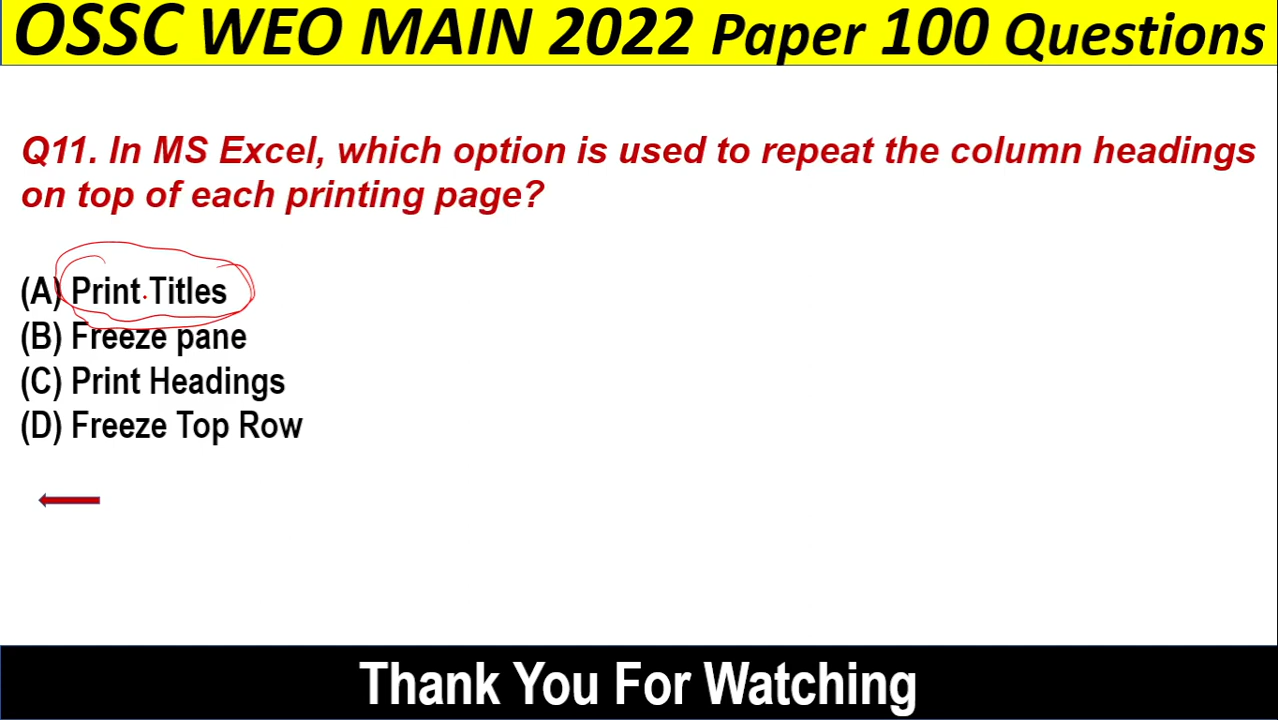 OSSC WEO MAIN 2022 Paper 100 Questions
Q11. In MS Excel, which option is used to repeat the column headings
on top of each printing page?
(A) Print Titles
(B) Freeze pane
(C) Print Headings
(D) Freeze Top Row
Thank You For Watching